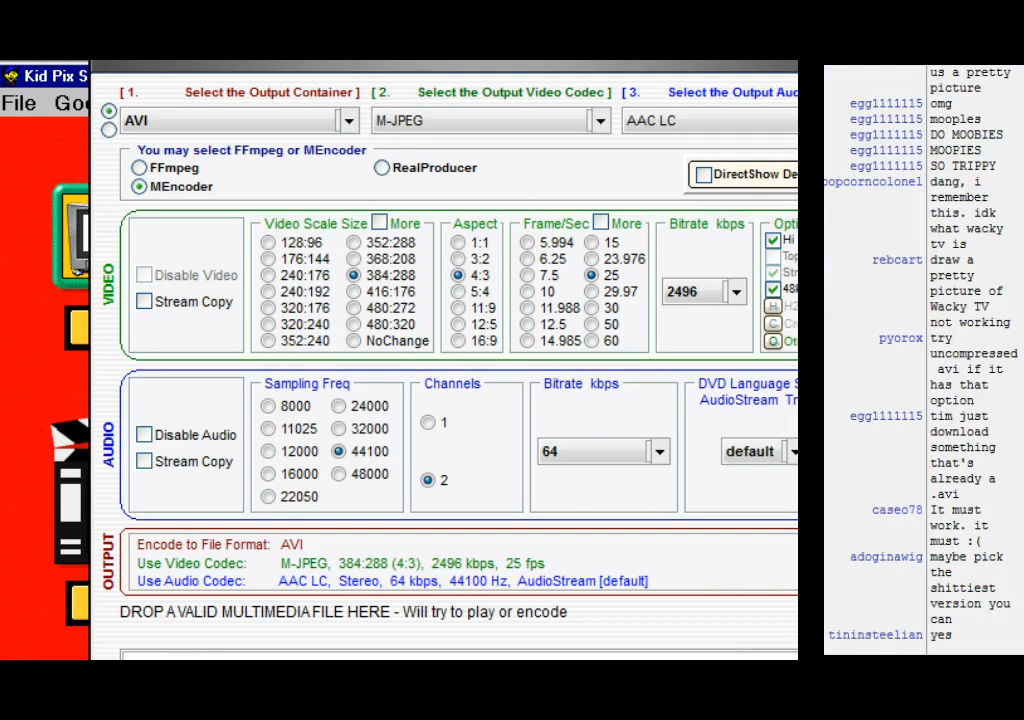 Kid Pix S
File Go
[ 1. Select the Output Container ] [ 2. Select the Output Video Codec ] [ 3. Select the Output Aud
AVI M-JPEG AAC LC
You may select FFmpeg or MEncoder
FFmpeg RealProducer
MEncoder DirectShow De
VIDEO
Disable Video
Stream Copy
Video Scale Size More
128:96 352:288
176:144 368:208
240:176 384:288
240:192 416:176
320:176 480:272
320:240 480:320
352:240 NoChange
Aspect
1:1
3:2
4:3
5:4
11:9
12:5
16:9
Frame/Sec More
5.994 15
6.25 23.976
7.5 25
10 29.97
11.988 30
12.5 50
14.985 60
Bitrate kbps
2496
Opti
Hi
Top
Str
486
H H2
C Cr
O Ot
AUDIO
Disable Audio
Stream Copy
Sampling Freq
8000 24000
11025 32000
12000 44100
16000 48000
22050
Channels
1
2
Bitrate kbps
64
DVD Language S
AudioStream Tr
default
OUTPUT
Encode to File Format: AVI
Use Video Codec: M-JPEG, 384:288 (4:3), 2496 kbps, 25 fps
Use Audio Codec: AAC LC, Stereo, 64 kbps, 44100 Hz, AudioStream [default]
DROP A VALID MULTIMEDIA FILE HERE - Will try to play or encode
us a pretty
picture
egg1111115 omg
egg1111115 mooples
egg1111115 DO MOOBIES
egg1111115 MOOPIES
egg1111115 SO TRIPPY
popcorncolonel dang, i
remember
this. idk
what wacky
tv is
rebcart draw a
pretty
picture of
Wacky TV
not working
pyorox try
uncompressed
avi if it
has that
option
egg1111115 tim just
download
something
that's
already a
.avi
caseo78 It must
work. it
must :(
adoginawig maybe pick
the
shittiest
version you
can
tininsteelian yes